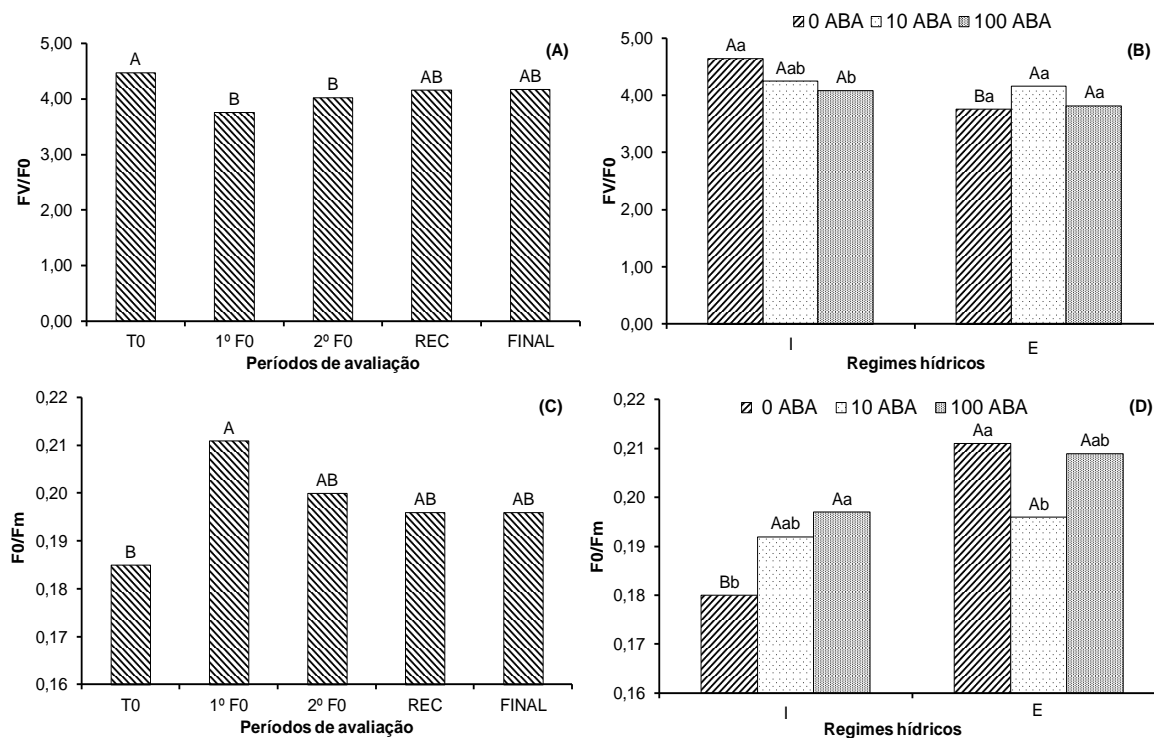 (A)
5,00
4,00
3,00
2,00
1,00
0,00
FV/F0
A
B
B
AB
AB
T0 1º F0 2º F0 REC FINAL
Períodos de avaliação
0 ABA 10 ABA 100 ABA
(B)
5,00
4,00
3,00
2,00
1,00
0,00
FV/F0
Aa
Aab
Ab
Ba
Aa
Aa
I E
Regimes hídricos
(C)
0,22
0,21
0,20
0,19
0,18
0,17
0,16
F0/Fm
B
A
AB
AB
AB
T0 1º F0 2º F0 REC FINAL
Períodos de avaliação
0 ABA 10 ABA 100 ABA
(D)
0,22
0,21
0,20
0,19
0,18
0,17
0,16
F0/Fm
Bb
Aab
Aa
Aa
Ab
Aab
I E
Regimes hídricos